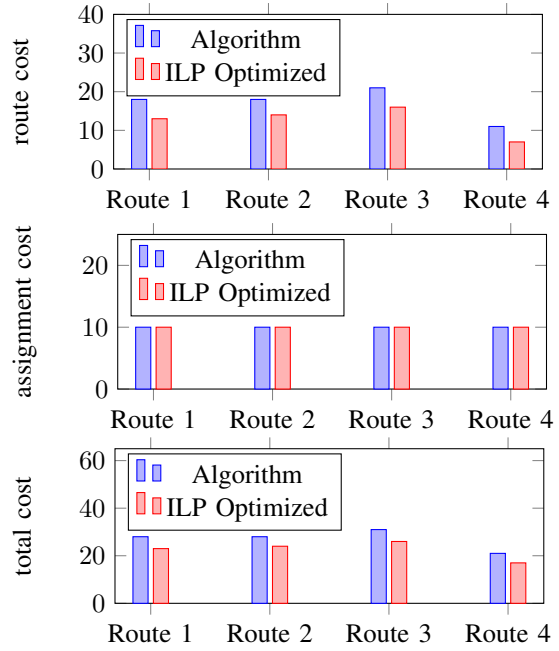 route cost
40
30
20
10
0
Algorithm
ILP Optimized
Route 1 Route 2 Route 3 Route 4
assignment cost
20
10
0
Algorithm
ILP Optimized
Route 1 Route 2 Route 3 Route 4
total cost
60
40
20
0
Algorithm
ILP Optimized
Route 1 Route 2 Route 3 Route 4